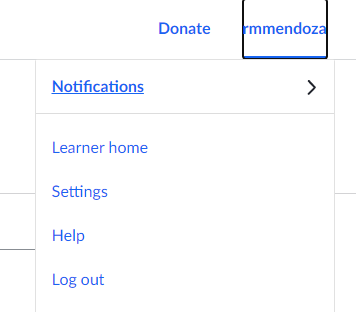 Donate
rmmendoza
Notifications
Learner home
Settings
Help
Log out